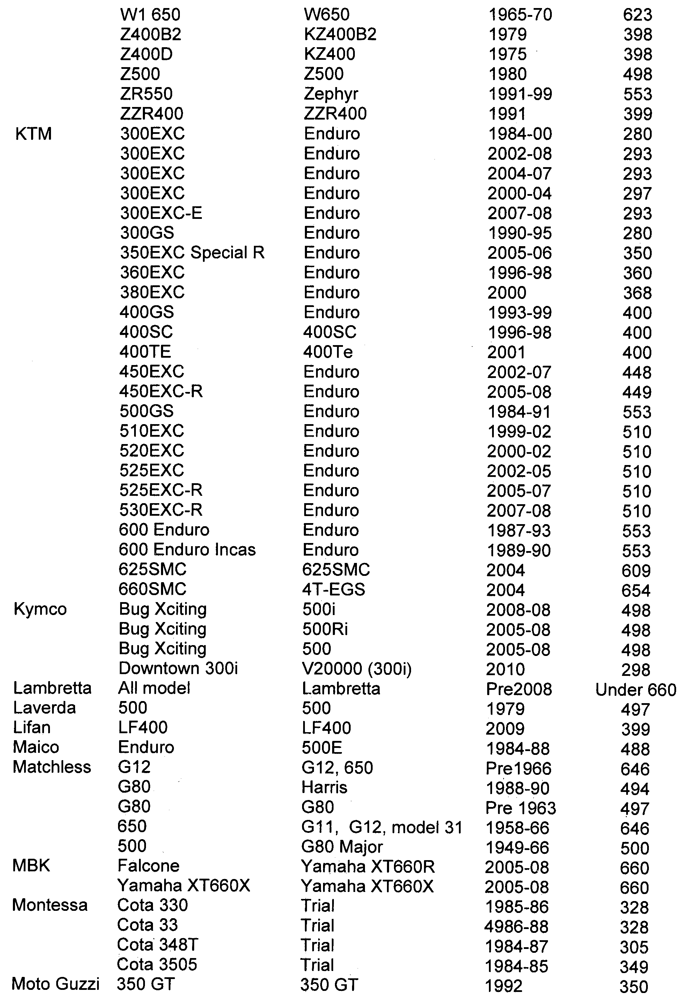 W1 650 W650 1965-70 623
Z400B2 KZ400B2 1979 398
Z400D KZ400 1975 398
Z500 Z500 1980 498
ZR550 Zephyr 1991-99 553
ZZR400 ZZR400 1991 399
KTM 300EXC Enduro 1984-00 280
300EXC Enduro 2002-08 293
300EXC Enduro 2004-07 293
300EXC Enduro 2000-04 297
300EXC-E Enduro 2007-08 293
300GS Enduro 1990-95 280
350EXC Special R Enduro 2005-06 350
360EXC Enduro 1996-98 360
380EXC Enduro 2000 368
400GS Enduro 1993-99 400
400SC 400SC 1996-98 400
400TE 400Te 2001 400
450EXC Enduro 2002-07 448
450EXC-R Enduro 2005-08 449
500GS Enduro 1984-91 553
510EXC Enduro 1999-02 510
520EXC Enduro 2000-02 510
525EXC Enduro 2002-05 510
525EXC-R Enduro 2005-07 510
530EXC-R Enduro 2007-08 510
600 Enduro Enduro 1987-93 553
600 Enduro Incas Enduro 1989-90 553
625SMC 625SMC 2004 609
660SMC 4T-EGS 2004 654
Kymco Bug Xciting 500i 2008-08 498
Bug Xciting 500Ri 2005-08 498
Bug Xciting 500 2005-08 498
Downtown 300i V20000 (300i) 2010 298
Lambretta All model Lambretta Pre2008 Under 660
Laverda 500 500 1979 497
Lifan LF400 LF400 2009 399
Maico Enduro 500E 1984-88 488
Matchless G12 G12, 650 Pre1966 646
G80 Harris 1988-90 494
G80 G80 Pre 1963 497
650 G11, G12, model 31 1958-66 646
500 G80 Major 1949-66 500
MBK Falcone Yamaha XT660R 2005-08 660
Yamaha XT660X Yamaha XT660X 2005-08 660
Montessa Cota 330 Trial 1985-86 328
Cota 33 Trial 4986-88 328
Cota 348T Trial 1984-87 305
Cota 3505 Trial 1984-85 349
Moto Guzzi 350 GT 350 GT 1992 350